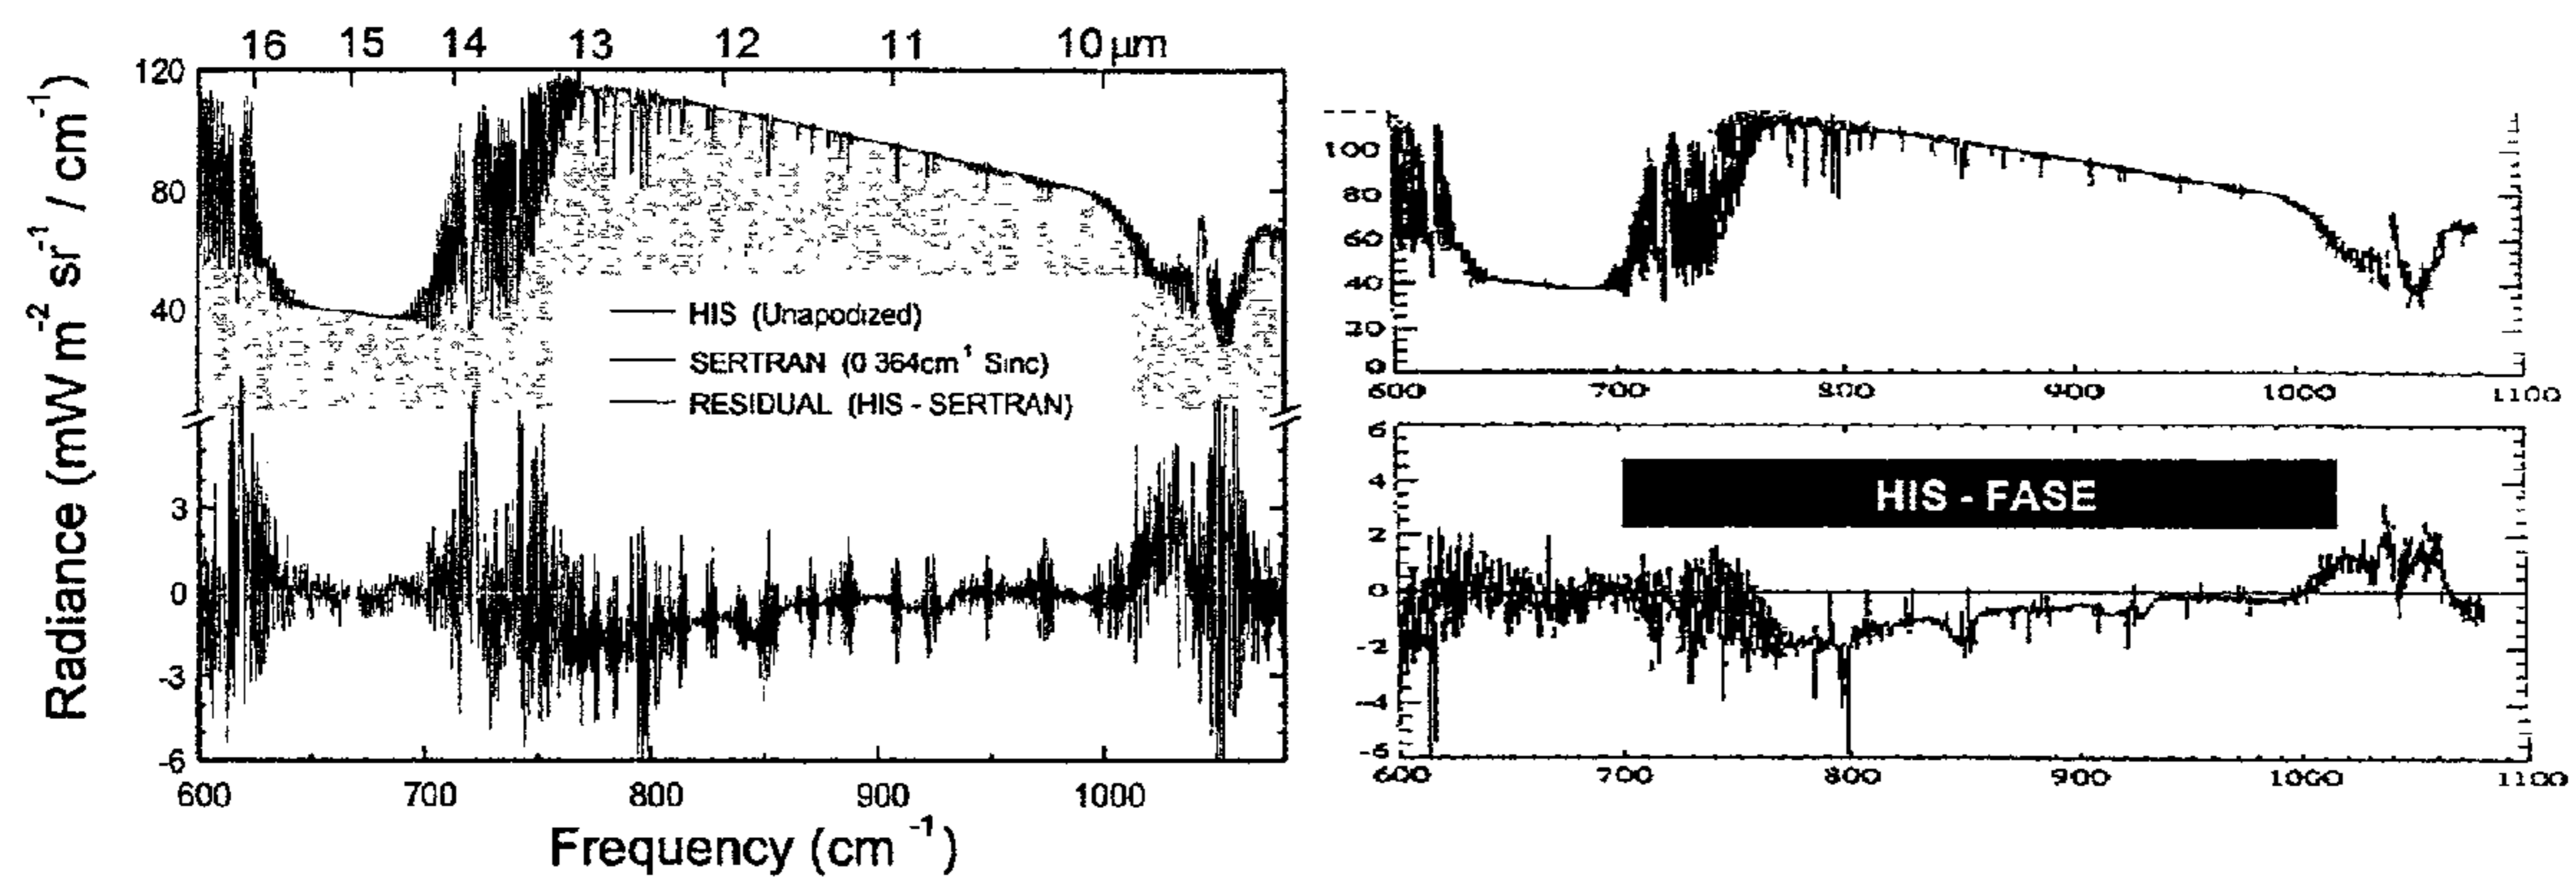 16 15 14 13 12 11 10 μm
120
80
40
3
0
-3
-6
HIS (Unapodized)
SERTRAN (0 364cm⁻¹ Sinc)
RESIDUAL (HIS - SERTRAN)
600 700 800 900 1000
Frequency (cm⁻¹)
Radiance (mW m⁻² sr⁻¹ / cm⁻¹)
100
80
60
40
20
0
600 700 800 900 1000 1100
6
4
2
0
-2
-4
-6
HIS - FASE
600 700 800 900 1000 1100